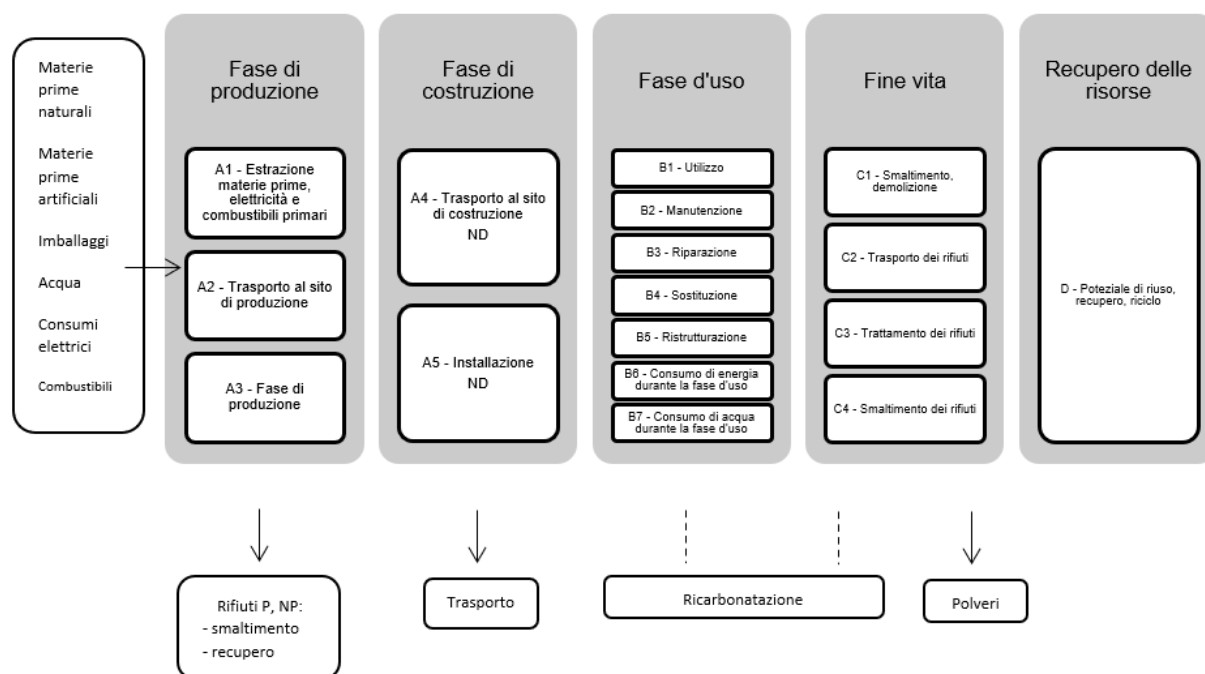 Materie
prime
naturali
Materie
prime
artificiali
Imballaggi
Acqua
Consumi
elettrici
Combustibili
Fase di
produzione
A1 - Estrazione
materie prime,
elettricità e
combustibili primari
A2 - Trasporto al sito
di produzione
A3 - Fase di
produzione
Fase di
costruzione
A4 - Trasporto al sito
di costruzione
ND
A5 - Installazione
ND
Fase d'uso
B1 - Utilizzo
B2 - Manutenzione
B3 - Riparazione
B4 - Sostituzione
B5 - Ristrutturazione
B6 - Consumo di energia
durante la fase d'uso
B7 - Consumo di acqua
durante la fase d'uso
Fine vita
C1 - Smaltimento,
demolizione
C2 - Trasporto dei rifiuti
C3 - Trattamento dei rifiuti
C4 - Smaltimento dei rifiuti
Recupero delle
risorse
D - Poteziale di riuso,
recupero, riciclo
Rifiuti P, NP:
- smaltimento
- recupero
Trasporto
Ricarbonatazione
Polveri